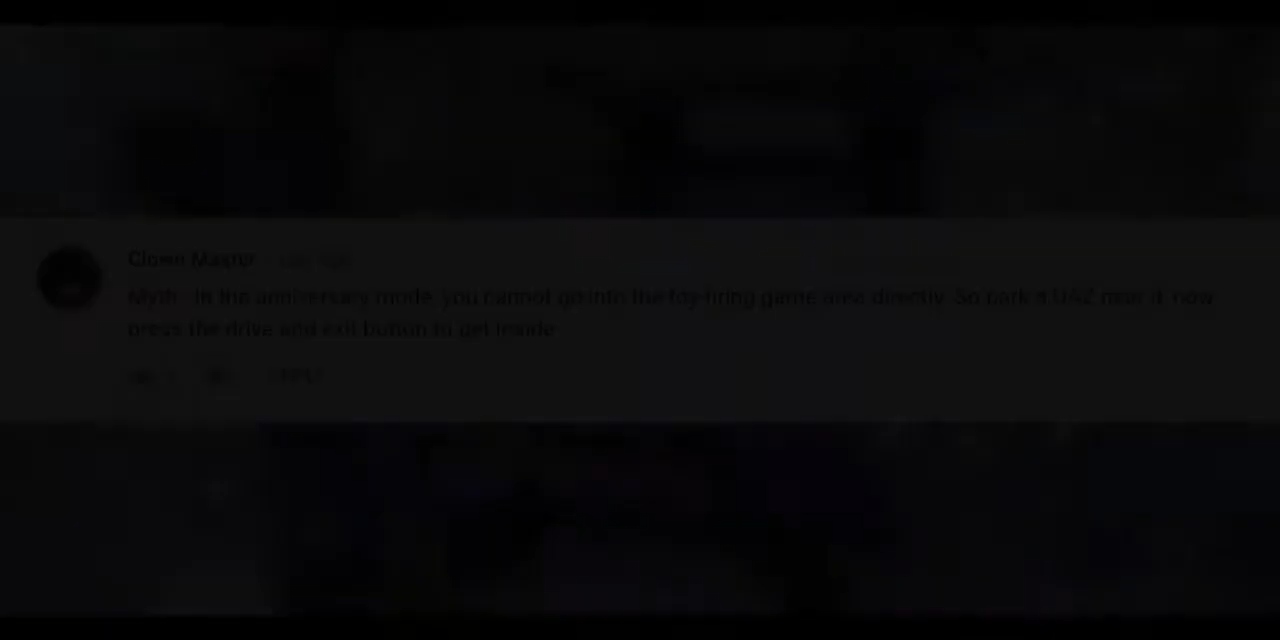 Clown Master
Myth - In the anniversary mode, you cannot go into the toy firing game area directly. So park a UAZ near it, now
press the drive and exit button to get inside